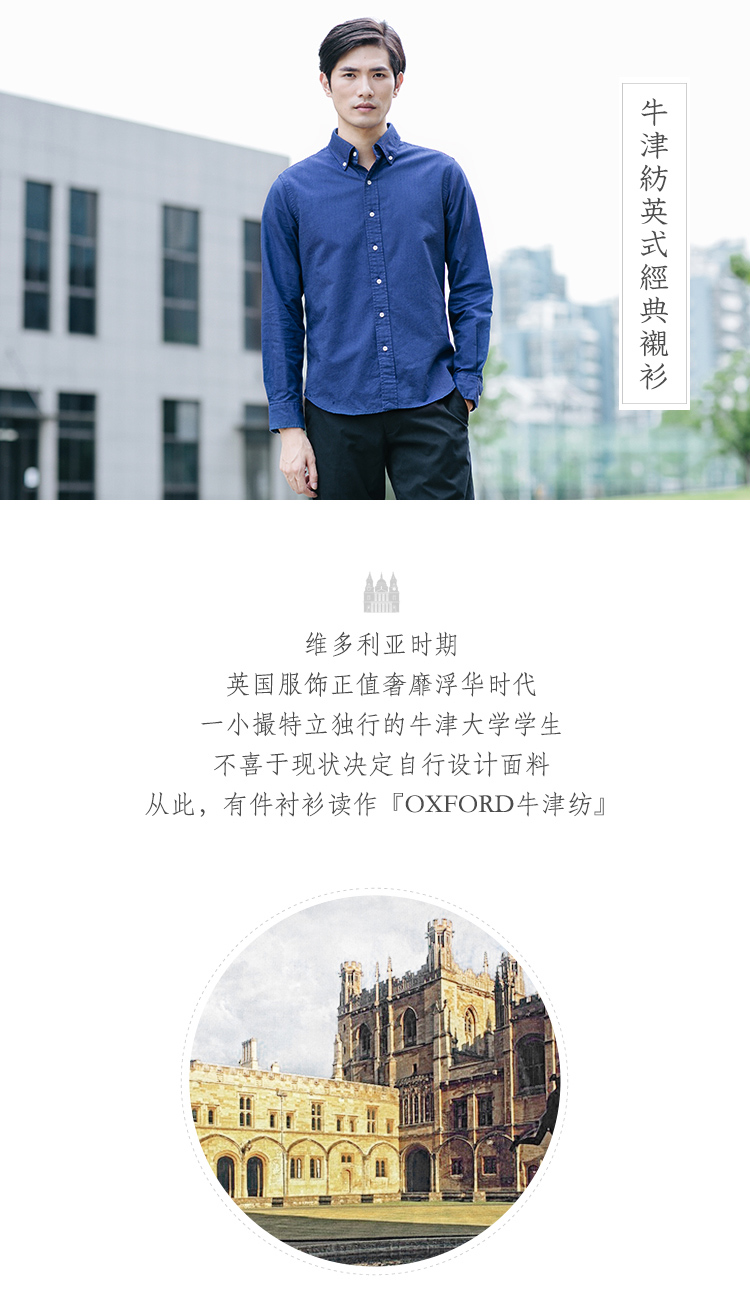 牛津紡英式經典襯衫
维多利亚时期
英国服饰正值奢靡浮华时代
一小撮特立独行的牛津大学学生
不喜于现状决定自行设计面料
从此，有件衬衫读作『OXFORD牛津纺』